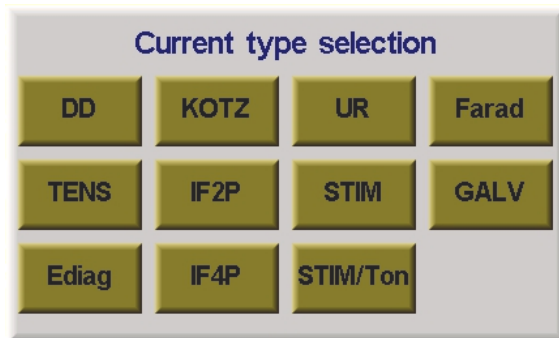 Current type selection
DD KOTZ UR Farad
TENS IF2P STIM GALV
Ediag IF4P STIM/Ton